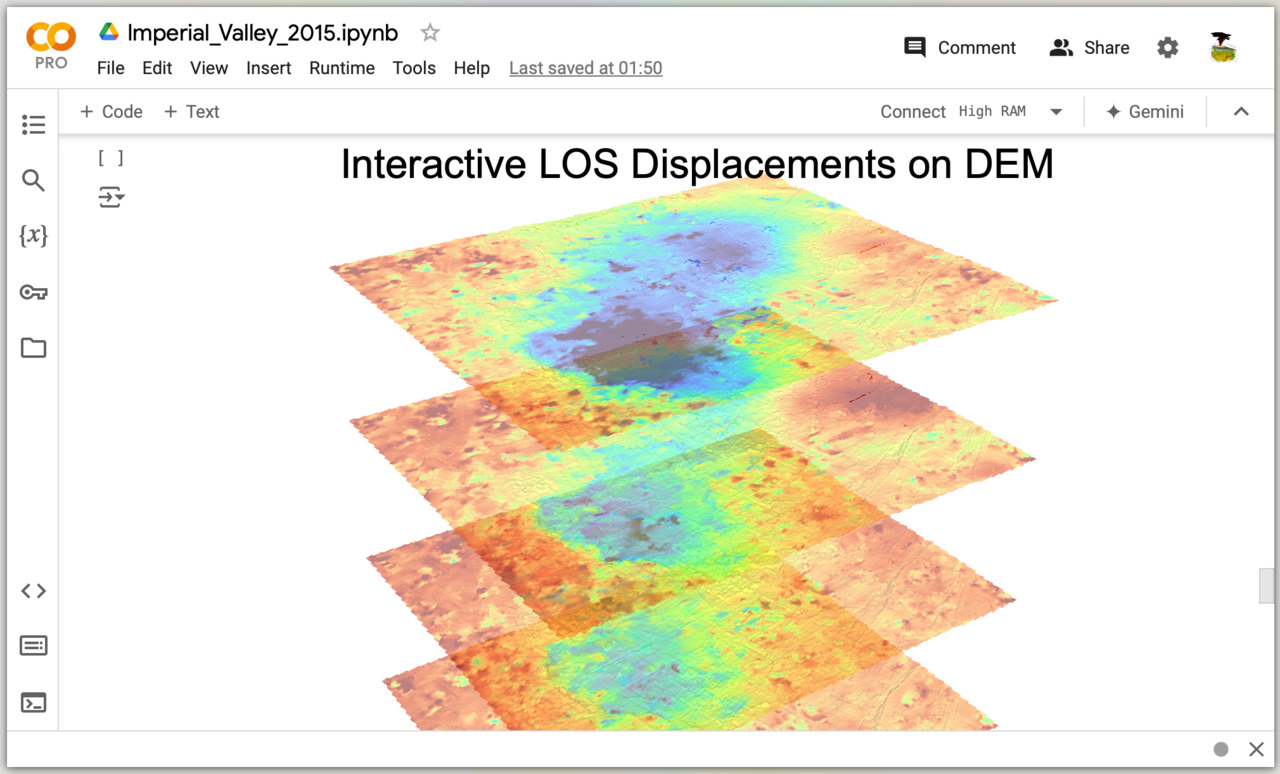 Imperial_Valley_2015.ipynb
PRO
File Edit View Insert Runtime Tools Help Last saved at 01:50
Comment Share
+ Code + Text
Connect High RAM Gemini
[ ]
Interactive LOS Displacements on DEM
{x}